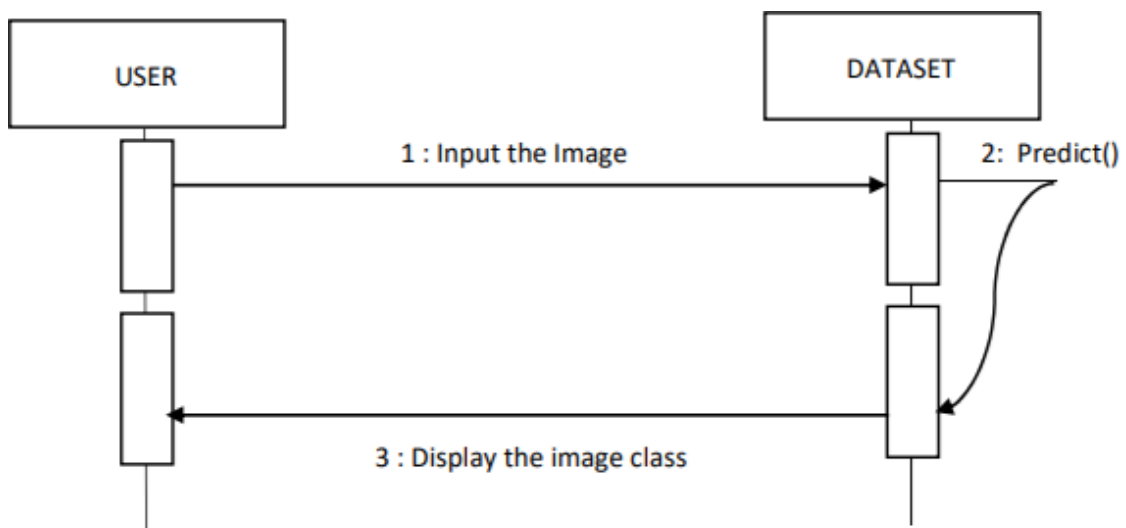 USER
DATASET
1 : Input the Image
2: Predict()
3 : Display the image class